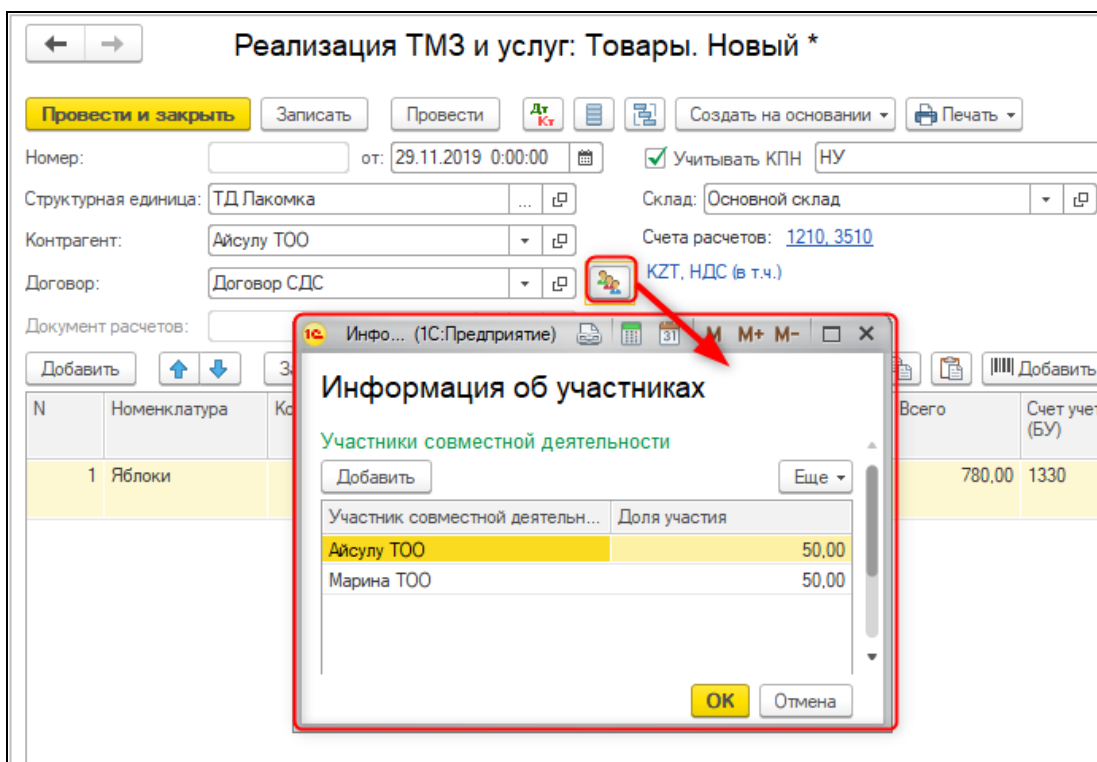 Реализация ТМЗ и услуг: Товары. Новый *
Провести и закрыть Записать Провести Дт Кт Создать на основании Печать
Номер: от: 29.11.2019 0:00:00 Учитывать КПН НУ
Структурная единица: ТД Лакомка ... Склад: Основной склад
Контрагент: Айсулу ТОО Счета расчетов: 1210, 3510
Договор: Договор СДС KZT, НДС (в т.ч.)
Документ расчетов:
1С Инфо... (1С:Предприятие) 31 M M+ M-
Добавить Добавить
Информация об участниках
N Номенклатура Всего Счет учет
(БУ)
Участники совместной деятельности
1 Яблоки 780,00 1330
Добавить Еще
Участник совместной деятельн... Доля участия
Айсулу ТОО 50,00
Марина ТОО 50,00
OK Отмена